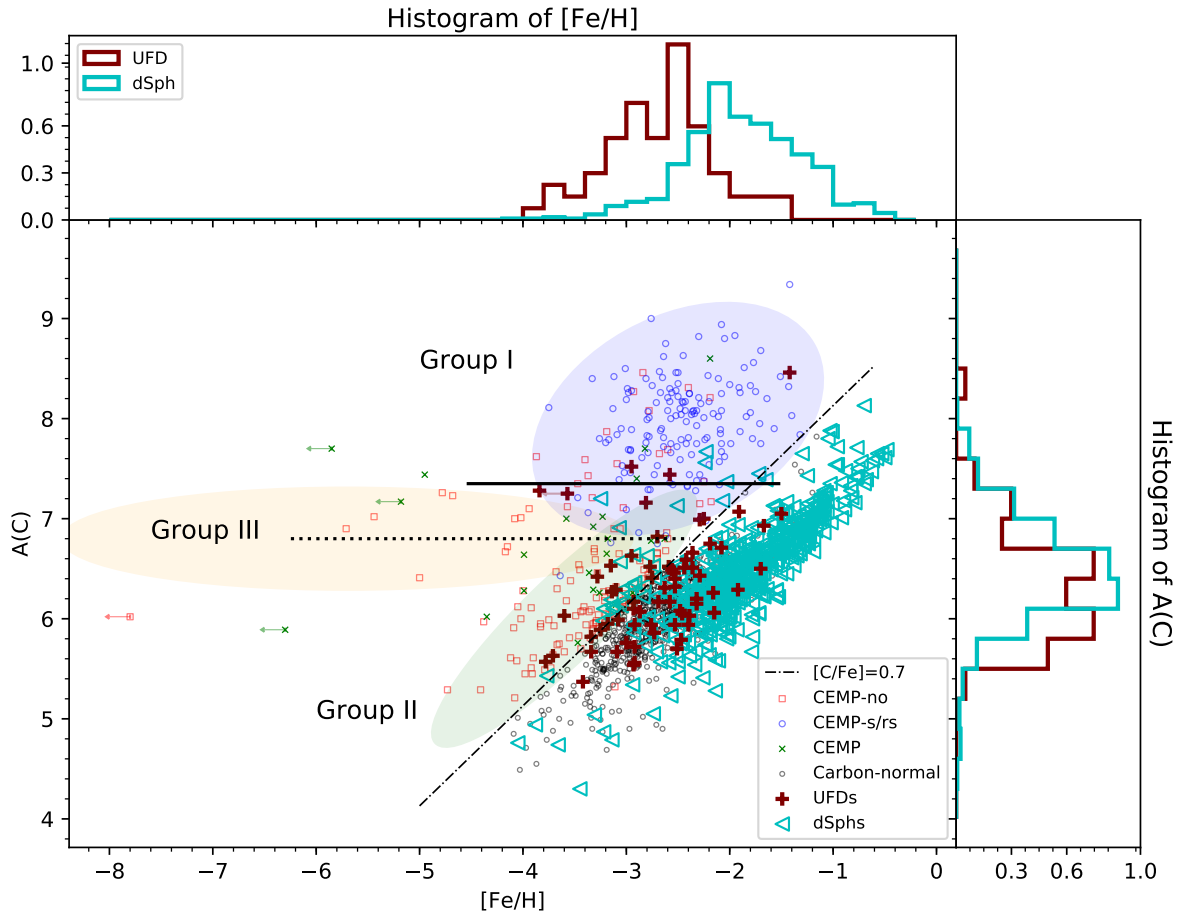 Histogram of [Fe/H]
1.0
0.6
0.3
0.0
UFD
dSph
9
8
7
6
5
4
A(C)
Group I
Group III
Group II
[C/Fe]=0.7
CEMP-no
CEMP-s/rs
CEMP
Carbon-normal
UFDs
dSphs
Histogram of A(C)
−8 −7 −6 −5 −4 −3 −2 −1 0
0.3 0.6 1.0
[Fe/H]